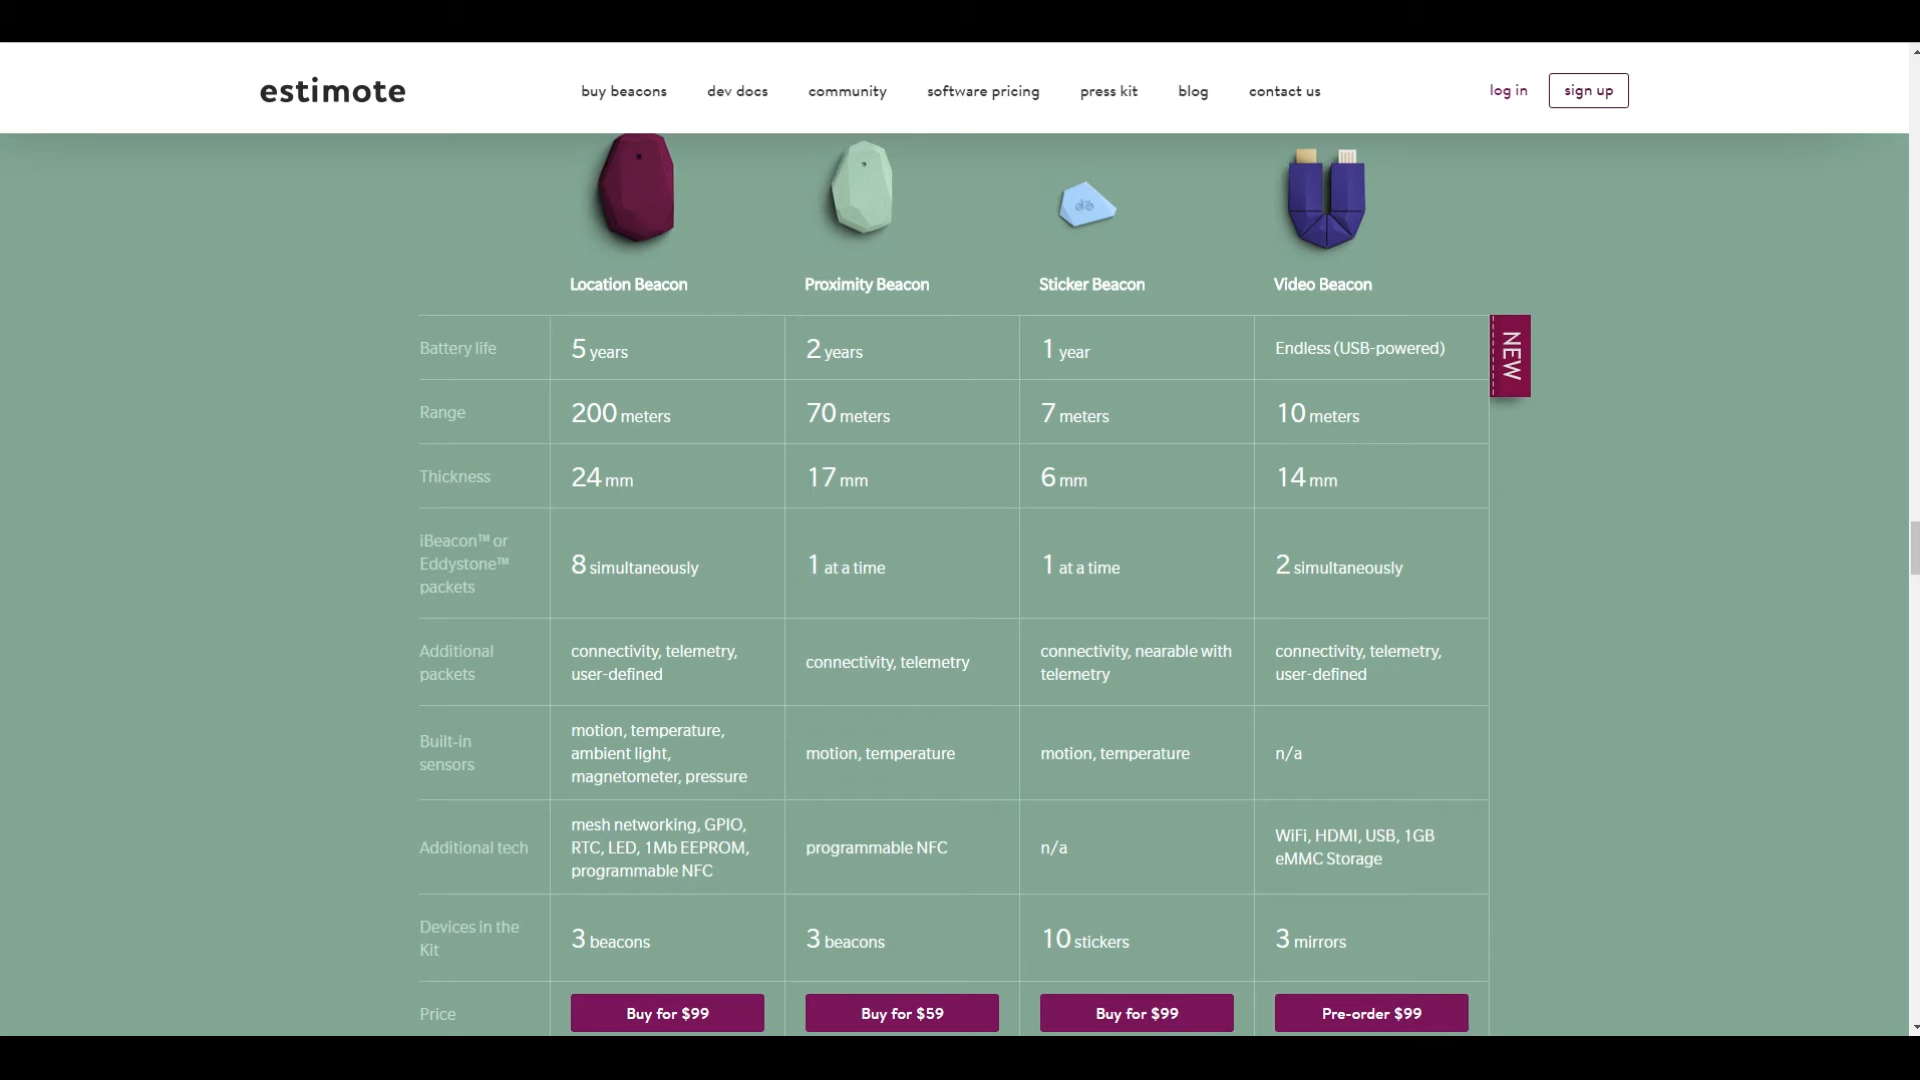 estimote
buy beacons
dev docs
community
software pricing
press kit
blog
contact us
log in
sign up
Location Beacon
Proximity Beacon
Sticker Beacon
Video Beacon
Battery life
5 years
2 years
1 year
Endless (USB-powered)
NEW
Range
200 meters
70 meters
7 meters
10 meters
Thickness
24 mm
17 mm
6 mm
14 mm
iBeacon™ or
Eddystone™
packets
8 simultaneously
1 at a time
1 at a time
2 simultaneously
Additional
packets
connectivity, telemetry,
user-defined
connectivity, telemetry
connectivity, nearable with
telemetry
connectivity, telemetry,
user-defined
Built-in
sensors
motion, temperature,
ambient light,
magnetometer, pressure
motion, temperature
motion, temperature
n/a
Additional tech
mesh networking, GPIO,
RTC, LED, 1Mb EEPROM,
programmable NFC
programmable NFC
n/a
WiFi, HDMI, USB, 1GB
eMMC Storage
Devices in the
Kit
3 beacons
3 beacons
10 stickers
3 mirrors
Price
Buy for $99
Buy for $59
Buy for $99
Pre-order $99